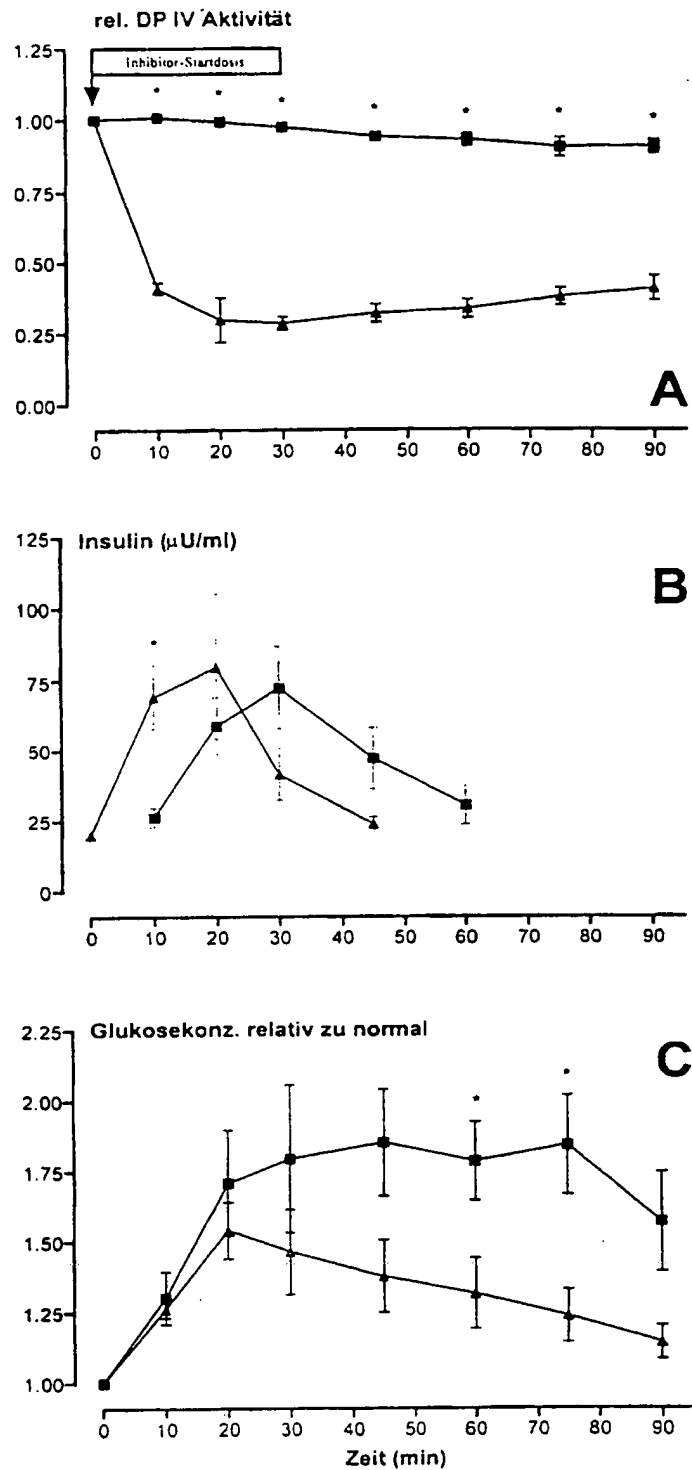 rel. DP IV Aktivität
1.25
Inhibitor-Startdosis
* * * * * * *
1.00
0.75
0.50
0.25
0.00
A
0 10 20 30 40 50 60 70 80 90
125
Insulin (µU/ml)
B
100
*
75
50
25
0
0 10 20 30 40 50 60 70 80 90
2.25
Glukosekonz. relativ zu normal
C
2.00
* *
1.75
1.50
1.25
1.00
0 10 20 30 40 50 60 70 80 90
Zeit (min)